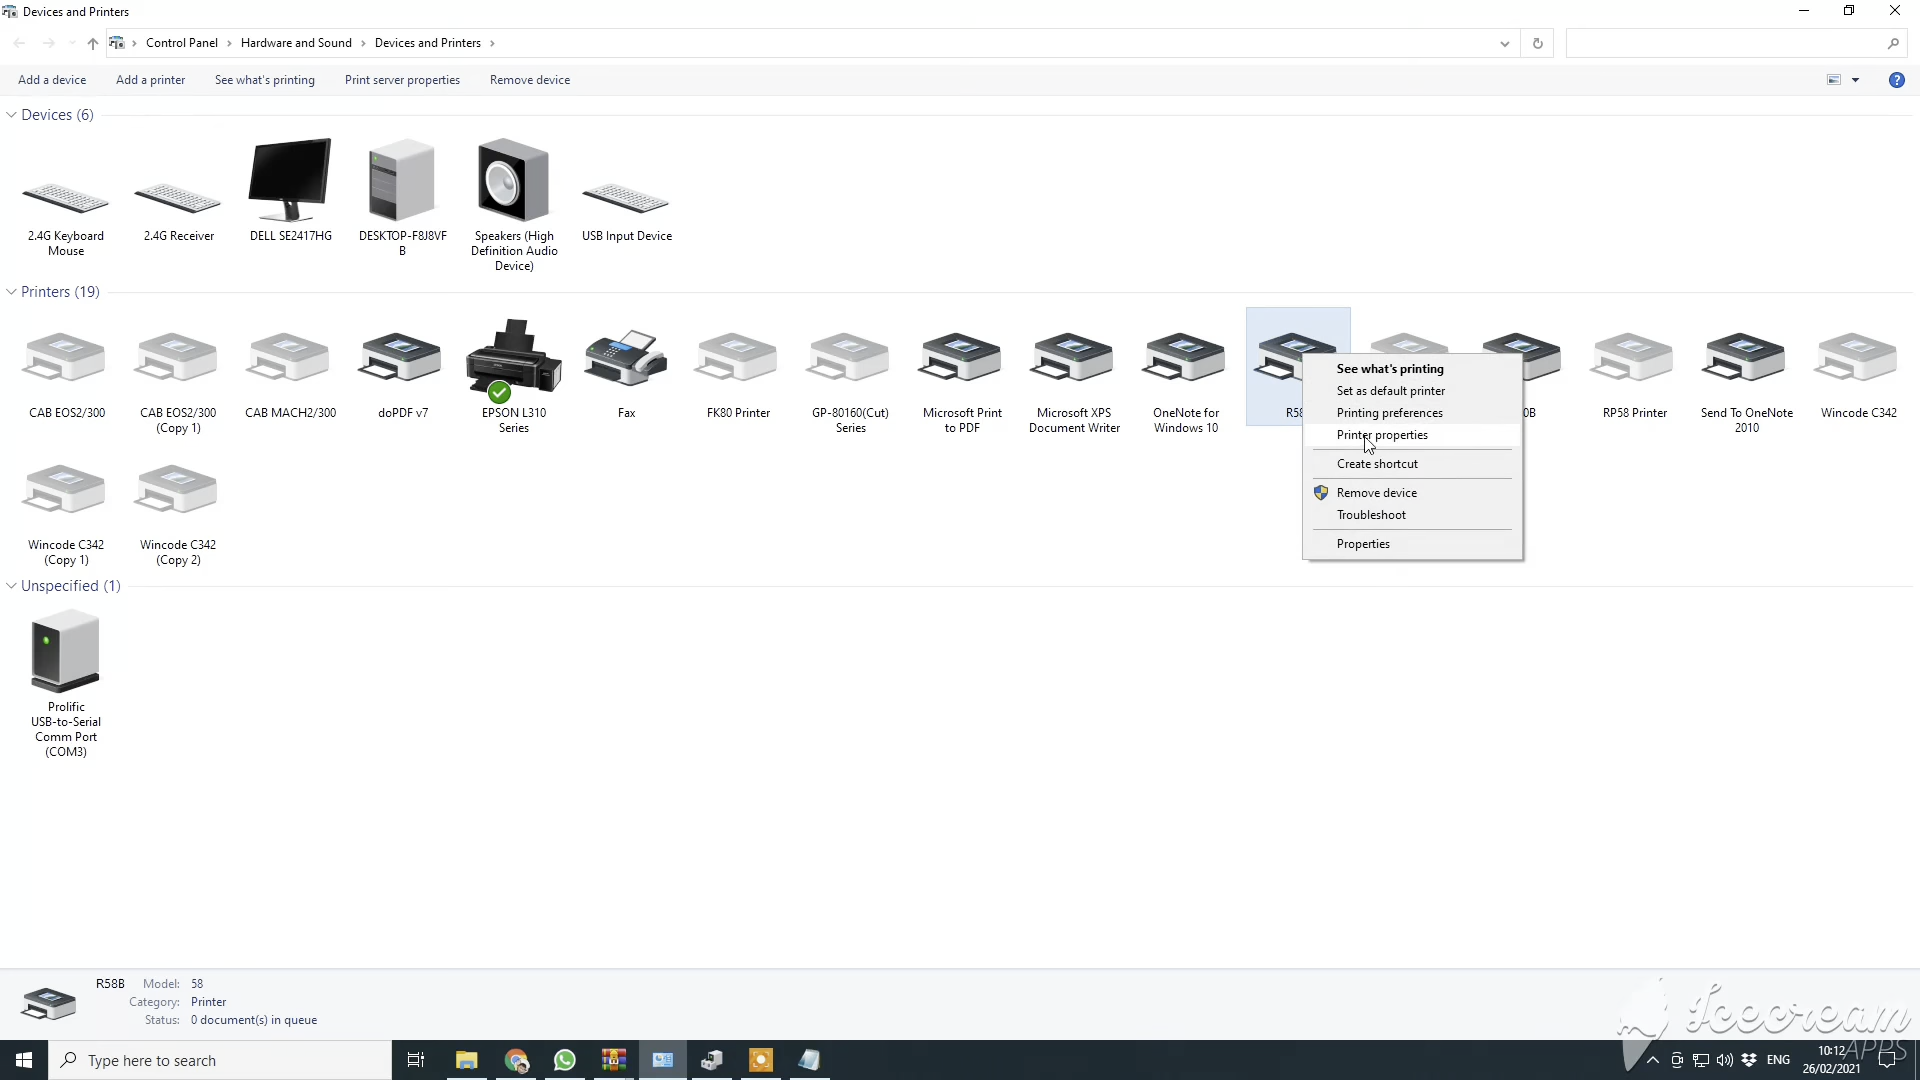 Devices and Printers
Control Panel
Hardware and Sound
Devices and Printers
Add a device
Add a printer
See what's printing
Print server properties
Remove device
Devices (6)
2.4G Keyboard
Mouse
2.4G Receiver
DELL SE2417HG
DESKTOP-F8J8VF
B
Speakers (High
Definition Audio
Device)
USB Input Device
Printers (19)
CAB EOS2/300
CAB EOS2/300
(Copy 1)
CAB MACH2/300
doPDF v7
EPSON L310
Series
Fax
FK80 Printer
GP-80160(Cut)
Series
Microsoft Print
to PDF
Microsoft XPS
Document Writer
OneNote for
Windows 10
R58
0B
RP58 Printer
Send To OneNote
2010
Wincode C342
See what's printing
Set as default printer
Printing preferences
Printer properties
Create shortcut
Remove device
Troubleshoot
Properties
Wincode C342
(Copy 1)
Wincode C342
(Copy 2)
Unspecified (1)
Prolific
USB-to-Serial
Comm Port
(COM3)
R58B
Model: 58
Category: Printer
Status: 0 document(s) in queue
Icecream
APPS
Type here to search
ENG
10:12
26/02/2021